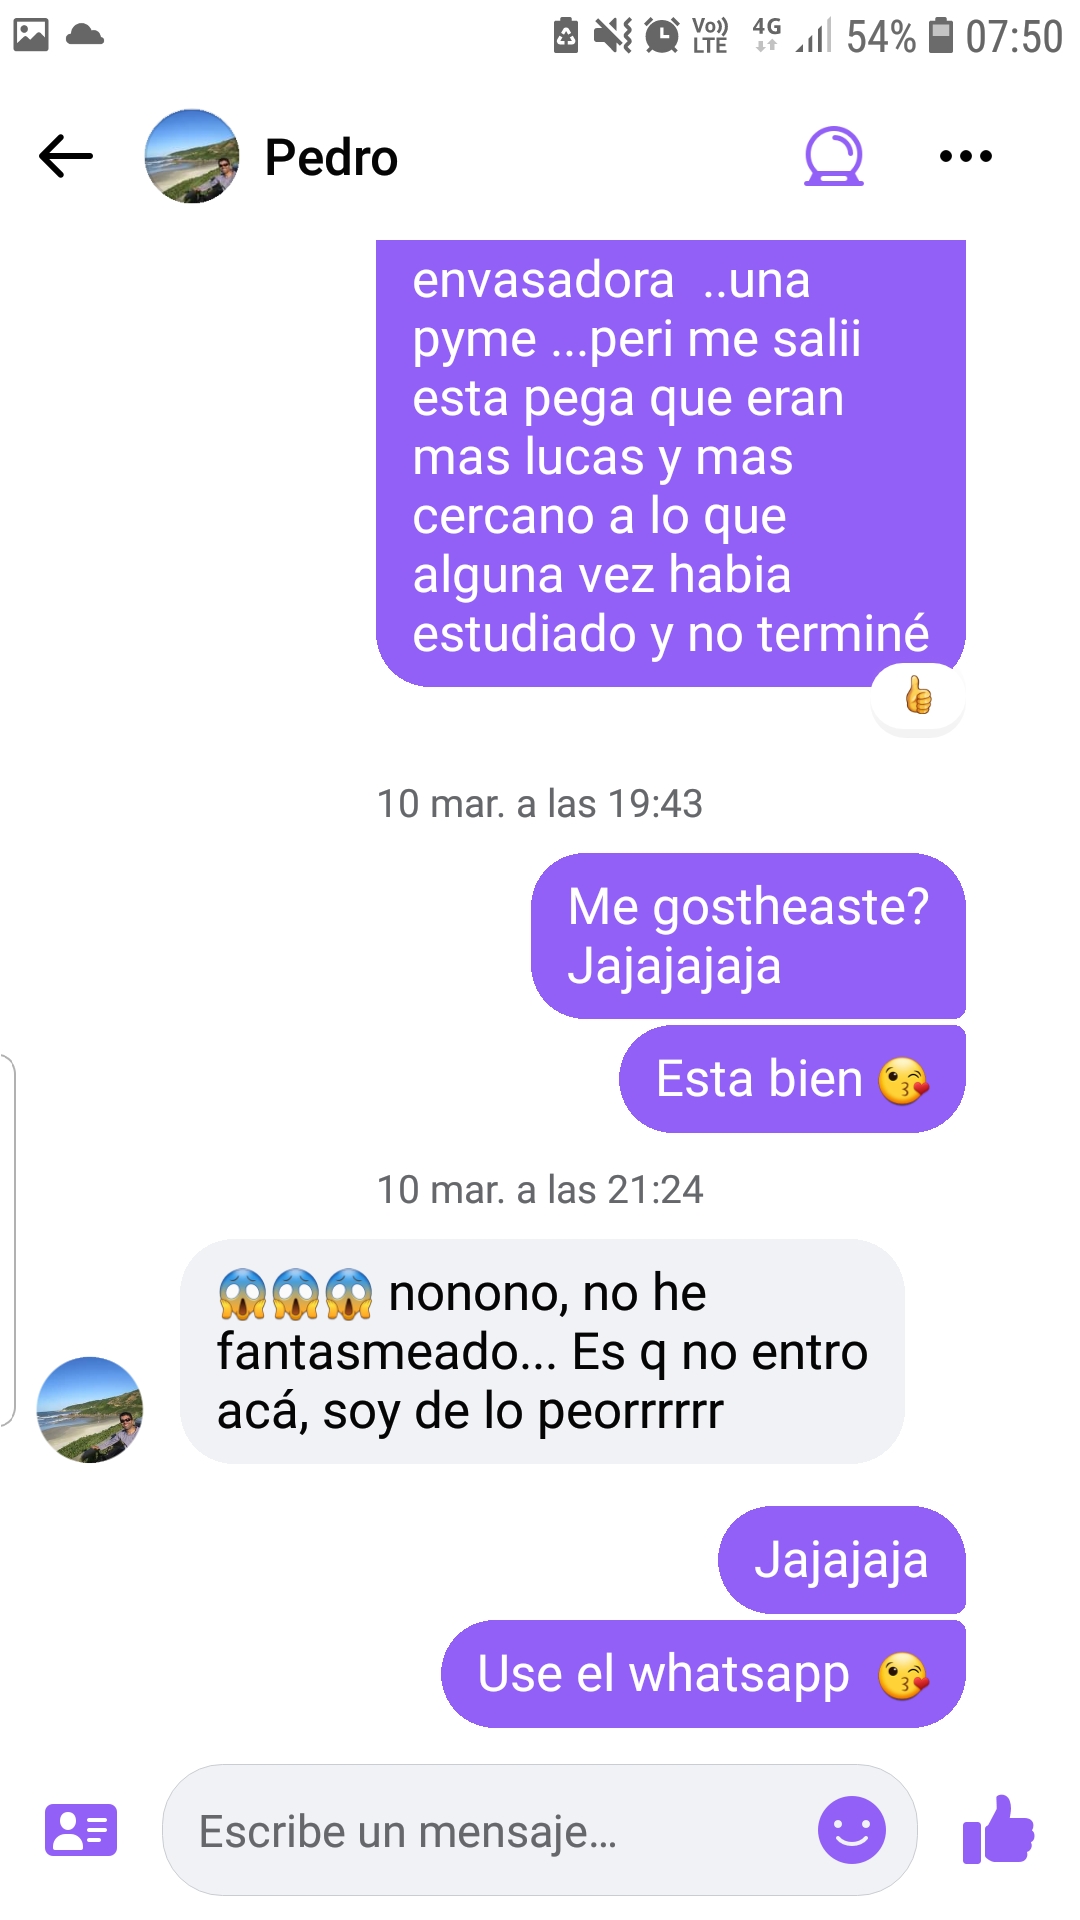 Vo)) LTE 4G 54% 07:50
Pedro
envasadora ..una
pyme ...peri me salii
esta pega que eran
mas lucas y mas
cercano a lo que
alguna vez habia
estudiado y no terminé
👍
10 mar. a las 19:43
Me gostheaste?
Jajajajaja
Esta bien 😘
10 mar. a las 21:24
😱😱😱 nonono, no he
fantasmeado... Es q no entro
acá, soy de lo peorrrrrr
Jajajaja
Use el whatsapp 😘
Escribe un mensaje...